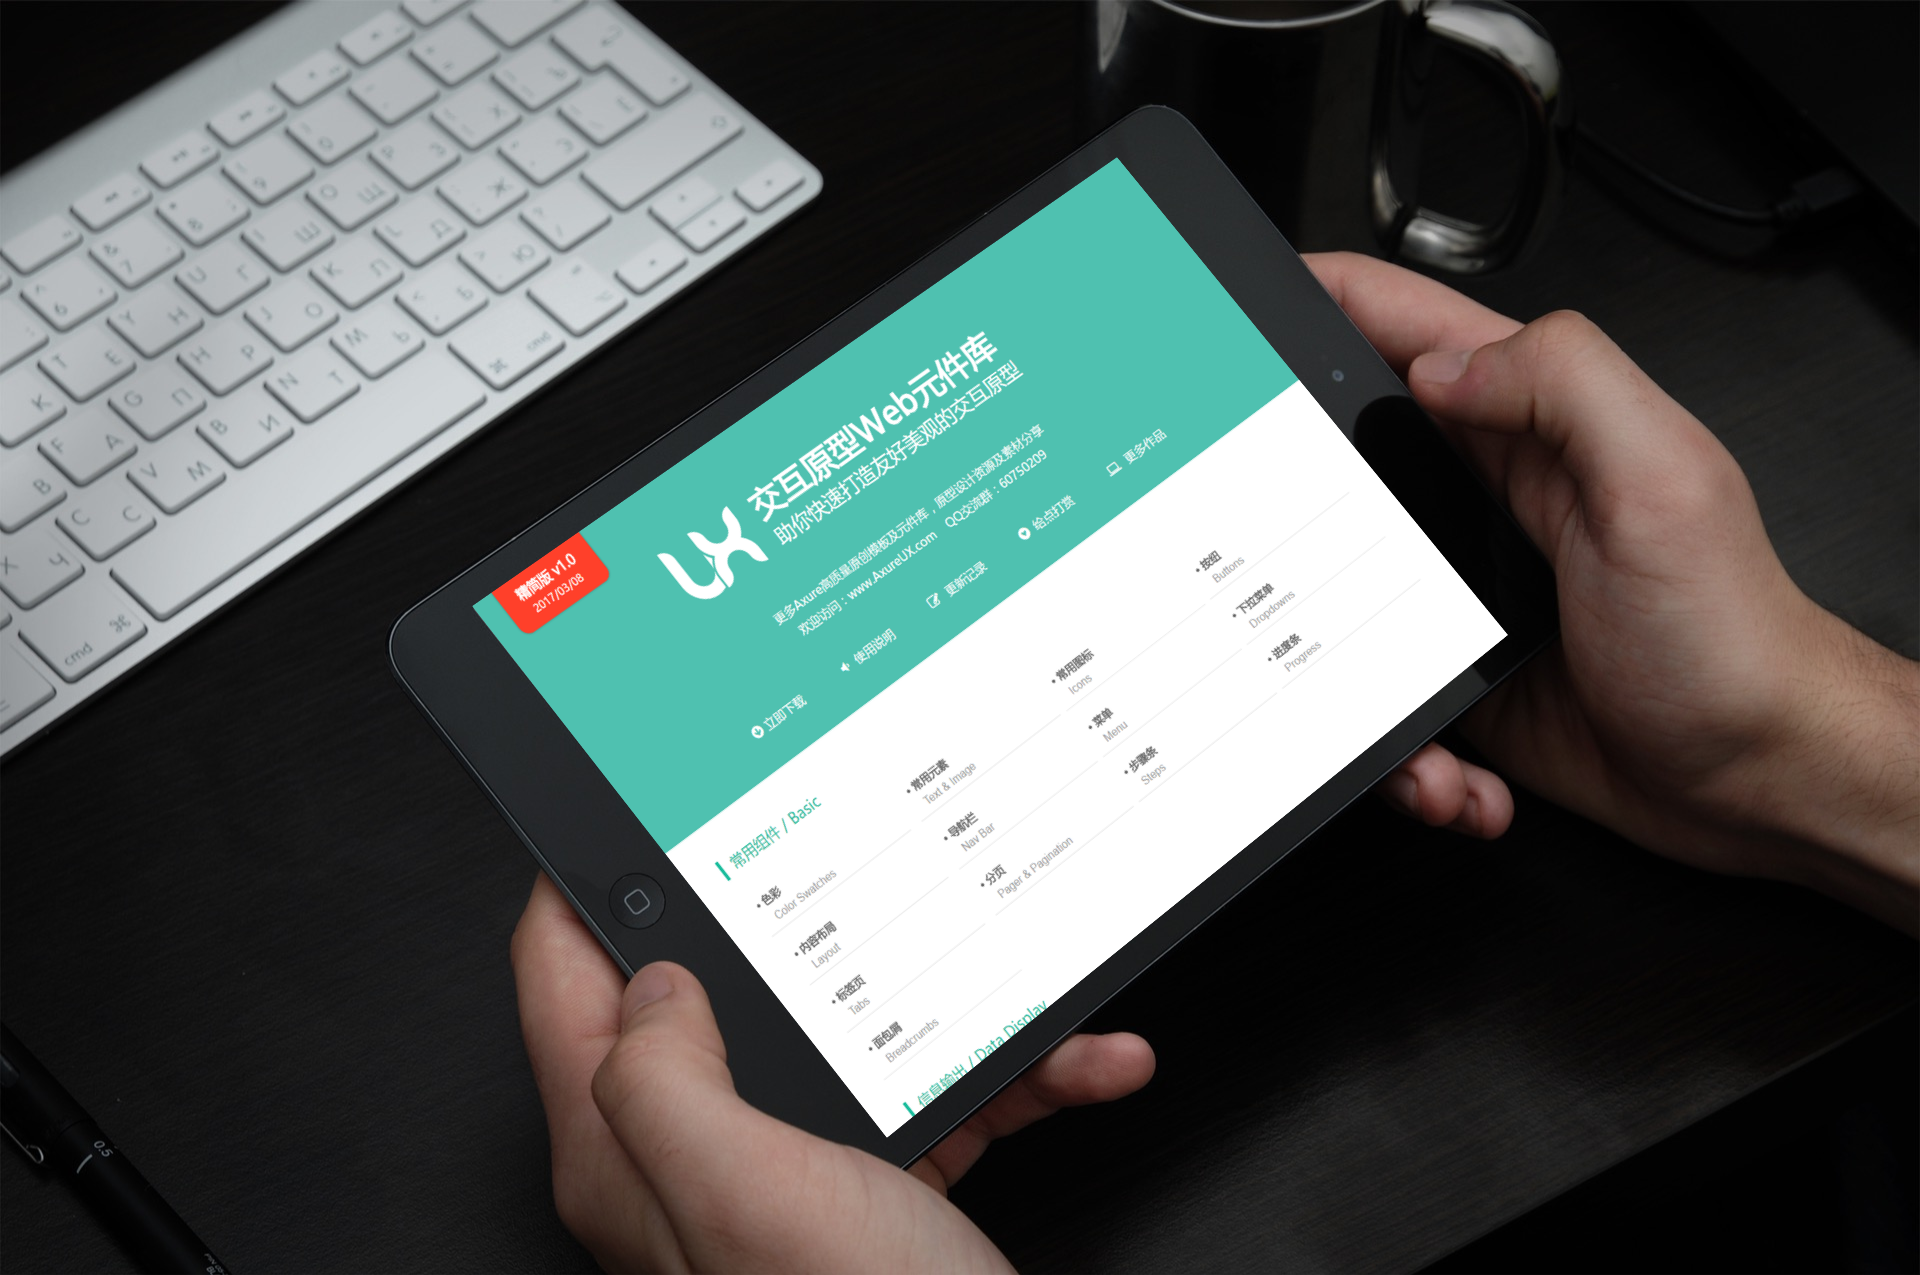 精简版 v1.0
2017/03/08
UX
交互原型Web元件库
助你快速打造友好美观的交互原型
更多Axure高质量原创模板及元件库，原型设计资源及素材分享
欢迎访问：www.AxureUX.com QQ交流群：60750209
立即下载 使用说明 更新记录 给点打赏 更多作品
常用组件 / Basic
• 色彩
Color Swatches
• 常用元素
Text & Image
• 常用图标
Icons
• 按纽
Buttons
• 内容布局
Layout
• 导航栏
Nav Bar
• 菜单
Menu
• 下拉菜单
Dropdowns
• 标签页
Tabs
• 分页
Pager & Pagination
• 步骤条
Steps
• 进度条
Progress
• 面包屑
Breadcrumbs
信息输出 / Data Display
cmd
cmd
0.5